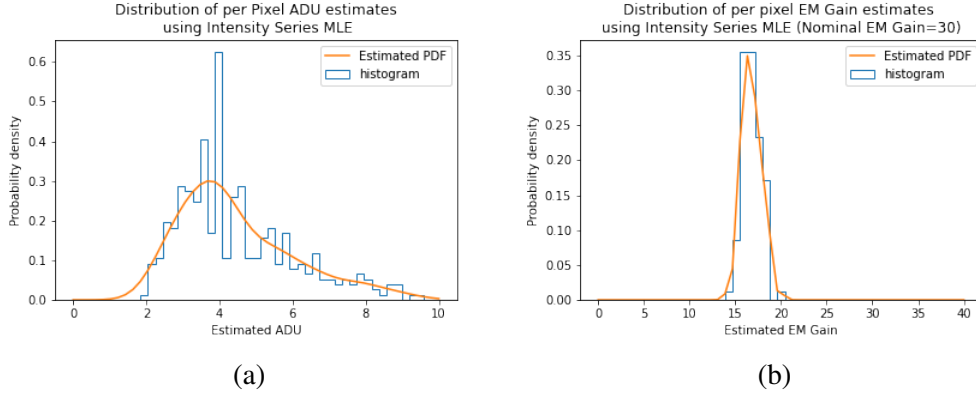 Distribution of per Pixel ADU estimates
using Intensity Series MLE
Estimated PDF
histogram
Probability density
0.6
0.5
0.4
0.3
0.2
0.1
0.0
0 2 4 6 8 10
Estimated ADU
(a)
Distribution of per pixel EM Gain estimates
using Intensity Series MLE (Nominal EM Gain=30)
Estimated PDF
histogram
Probability density
0.35
0.30
0.25
0.20
0.15
0.10
0.05
0.00
0 5 10 15 20 25 30 35 40
Estimated EM Gain
(b)